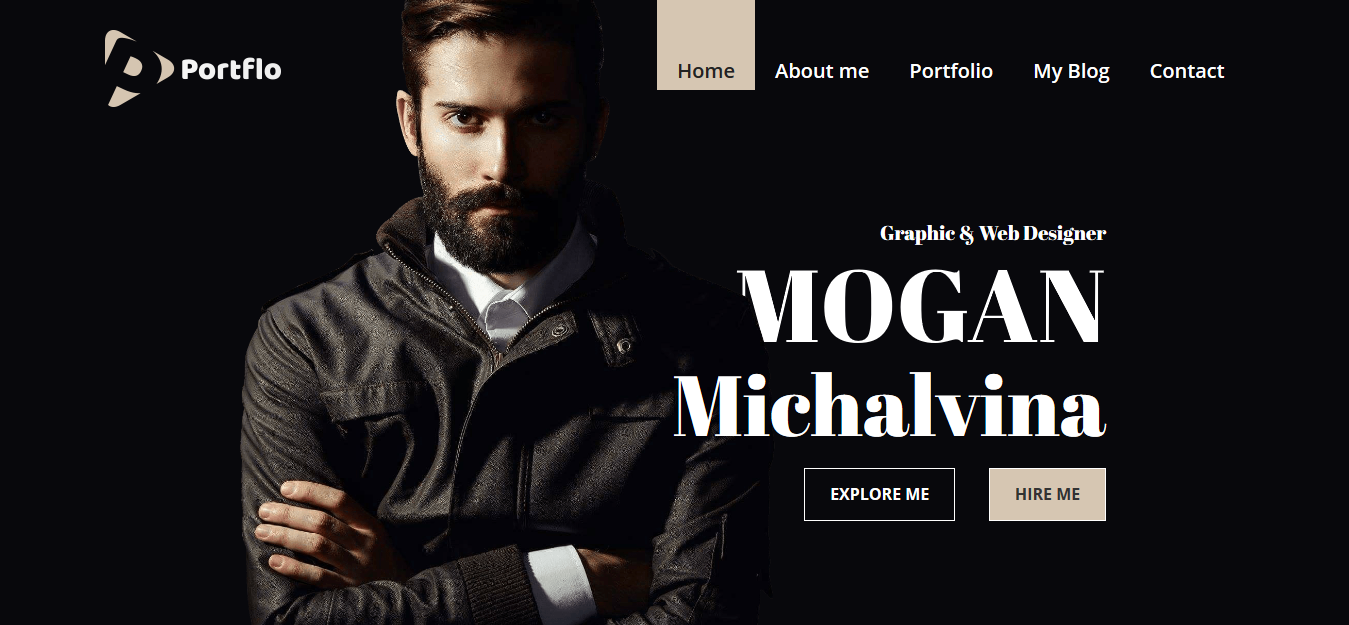 Portflo
Home About me Portfolio My Blog Contact
Graphic & Web Designer
MOGAN
Michalvina
EXPLORE ME HIRE ME